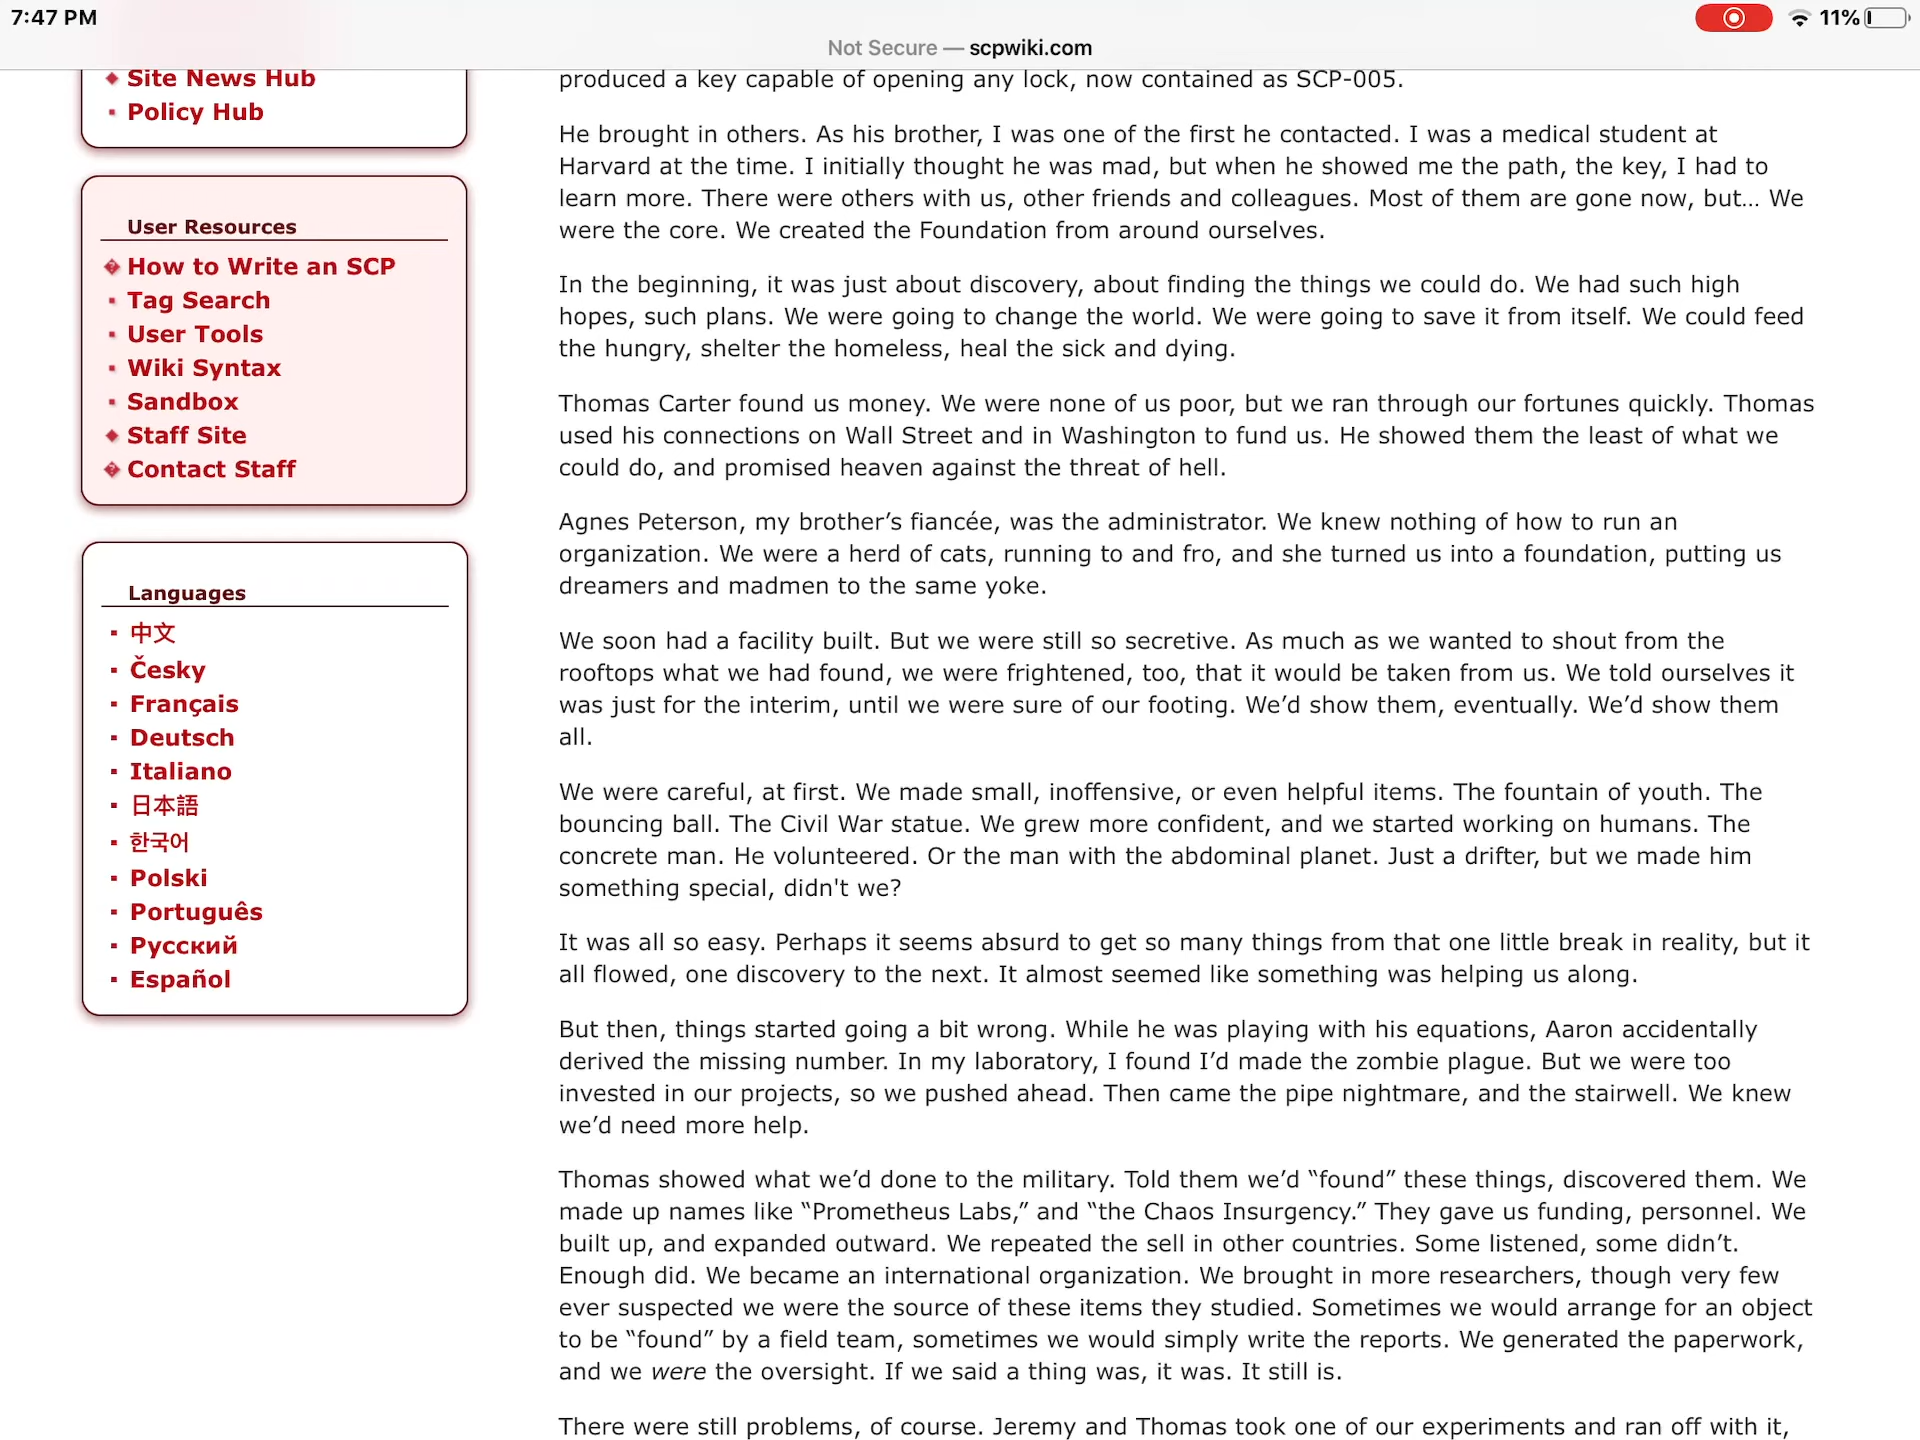 7:47 PM
11%
Not Secure — scpwiki.com
Site News Hub
Policy Hub
User Resources
How to Write an SCP
Tag Search
User Tools
Wiki Syntax
Sandbox
Staff Site
Contact Staff
Languages
中文
Česky
Français
Deutsch
Italiano
日本語
한국어
Polski
Português
Русский
Español
produced a key capable of opening any lock, now contained as SCP-005.
He brought in others. As his brother, I was one of the first he contacted. I was a medical student at
Harvard at the time. I initially thought he was mad, but when he showed me the path, the key, I had to
learn more. There were others with us, other friends and colleagues. Most of them are gone now, but… We
were the core. We created the Foundation from around ourselves.
In the beginning, it was just about discovery, about finding the things we could do. We had such high
hopes, such plans. We were going to change the world. We were going to save it from itself. We could feed
the hungry, shelter the homeless, heal the sick and dying.
Thomas Carter found us money. We were none of us poor, but we ran through our fortunes quickly. Thomas
used his connections on Wall Street and in Washington to fund us. He showed them the least of what we
could do, and promised heaven against the threat of hell.
Agnes Peterson, my brother’s fiancée, was the administrator. We knew nothing of how to run an
organization. We were a herd of cats, running to and fro, and she turned us into a foundation, putting us
dreamers and madmen to the same yoke.
We soon had a facility built. But we were still so secretive. As much as we wanted to shout from the
rooftops what we had found, we were frightened, too, that it would be taken from us. We told ourselves it
was just for the interim, until we were sure of our footing. We’d show them, eventually. We’d show them
all.
We were careful, at first. We made small, inoffensive, or even helpful items. The fountain of youth. The
bouncing ball. The Civil War statue. We grew more confident, and we started working on humans. The
concrete man. He volunteered. Or the man with the abdominal planet. Just a drifter, but we made him
something special, didn't we?
It was all so easy. Perhaps it seems absurd to get so many things from that one little break in reality, but it
all flowed, one discovery to the next. It almost seemed like something was helping us along.
But then, things started going a bit wrong. While he was playing with his equations, Aaron accidentally
derived the missing number. In my laboratory, I found I’d made the zombie plague. But we were too
invested in our projects, so we pushed ahead. Then came the pipe nightmare, and the stairwell. We knew
we’d need more help.
Thomas showed what we’d done to the military. Told them we’d “found” these things, discovered them. We
made up names like “Prometheus Labs,” and “the Chaos Insurgency.” They gave us funding, personnel. We
built up, and expanded outward. We repeated the sell in other countries. Some listened, some didn’t.
Enough did. We became an international organization. We brought in more researchers, though very few
ever suspected we were the source of these items they studied. Sometimes we would arrange for an object
to be “found” by a field team, sometimes we would simply write the reports. We generated the paperwork,
and we were the oversight. If we said a thing was, it was. It still is.
There were still problems, of course. Jeremy and Thomas took one of our experiments and ran off with it,